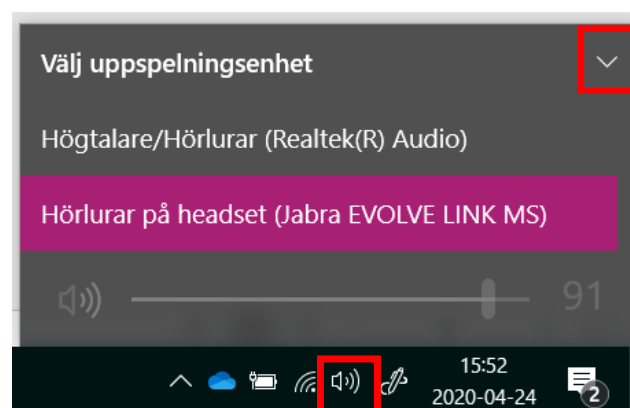 Välj uppspelningsenhet
Högtalare/Hörlurar (Realtek(R) Audio)
Hörlurar på headset (Jabra EVOLVE LINK MS)
91
15:52
2020-04-24
2